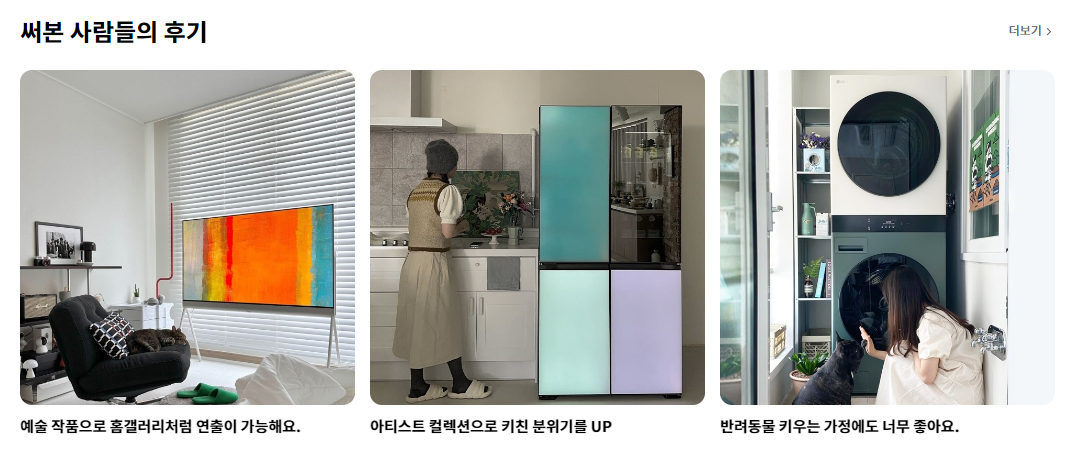 써본 사람들의 후기
더보기 >
예술 작품으로 홈갤러리처럼 연출이 가능해요.
아티스트 컬렉션으로 키친 분위기를 UP
반려동물 키우는 가정에도 너무 좋아요.